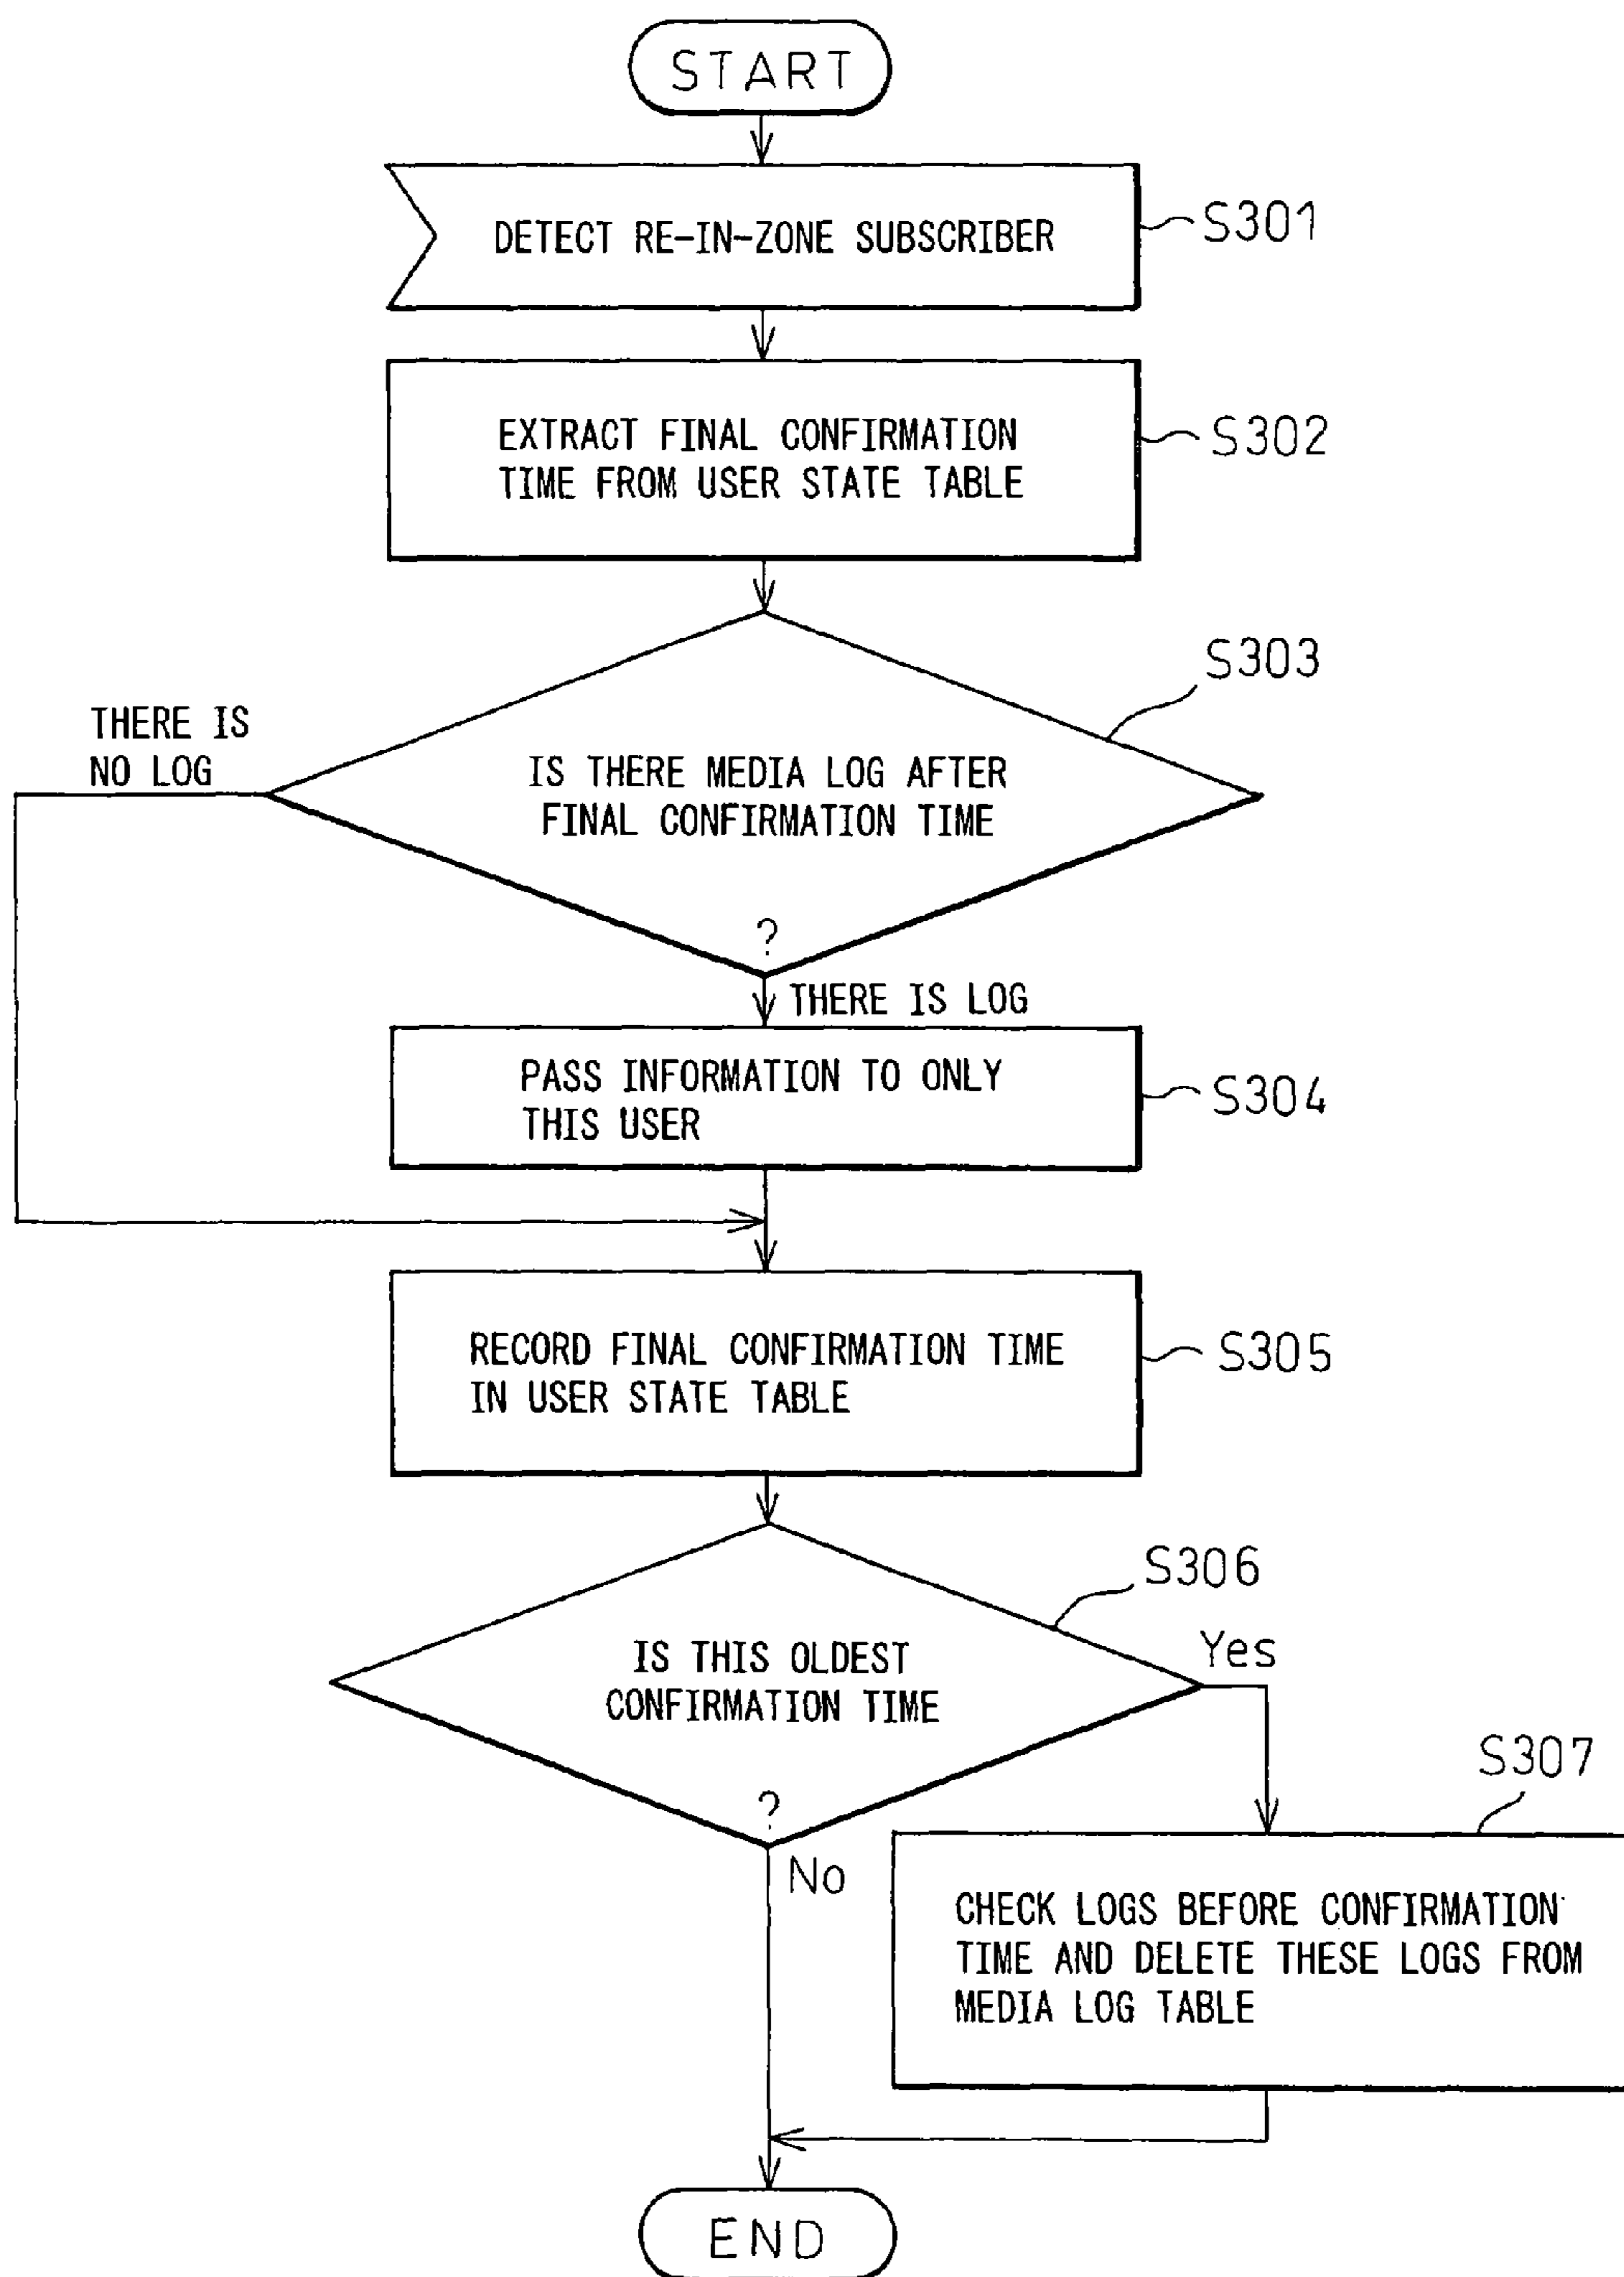 START
DETECT RE-IN-ZONE SUBSCRIBER
S301
EXTRACT FINAL CONFIRMATION
TIME FROM USER STATE TABLE
S302
S303
THERE IS
NO LOG
IS THERE MEDIA LOG AFTER
FINAL CONFIRMATION TIME
?
THERE IS LOG
PASS INFORMATION TO ONLY
THIS USER
S304
RECORD FINAL CONFIRMATION TIME
IN USER STATE TABLE
S305
S306
IS THIS OLDEST
CONFIRMATION TIME
?
Yes
No
S307
CHECK LOGS BEFORE CONFIRMATION
TIME AND DELETE THESE LOGS FROM
MEDIA LOG TABLE
END